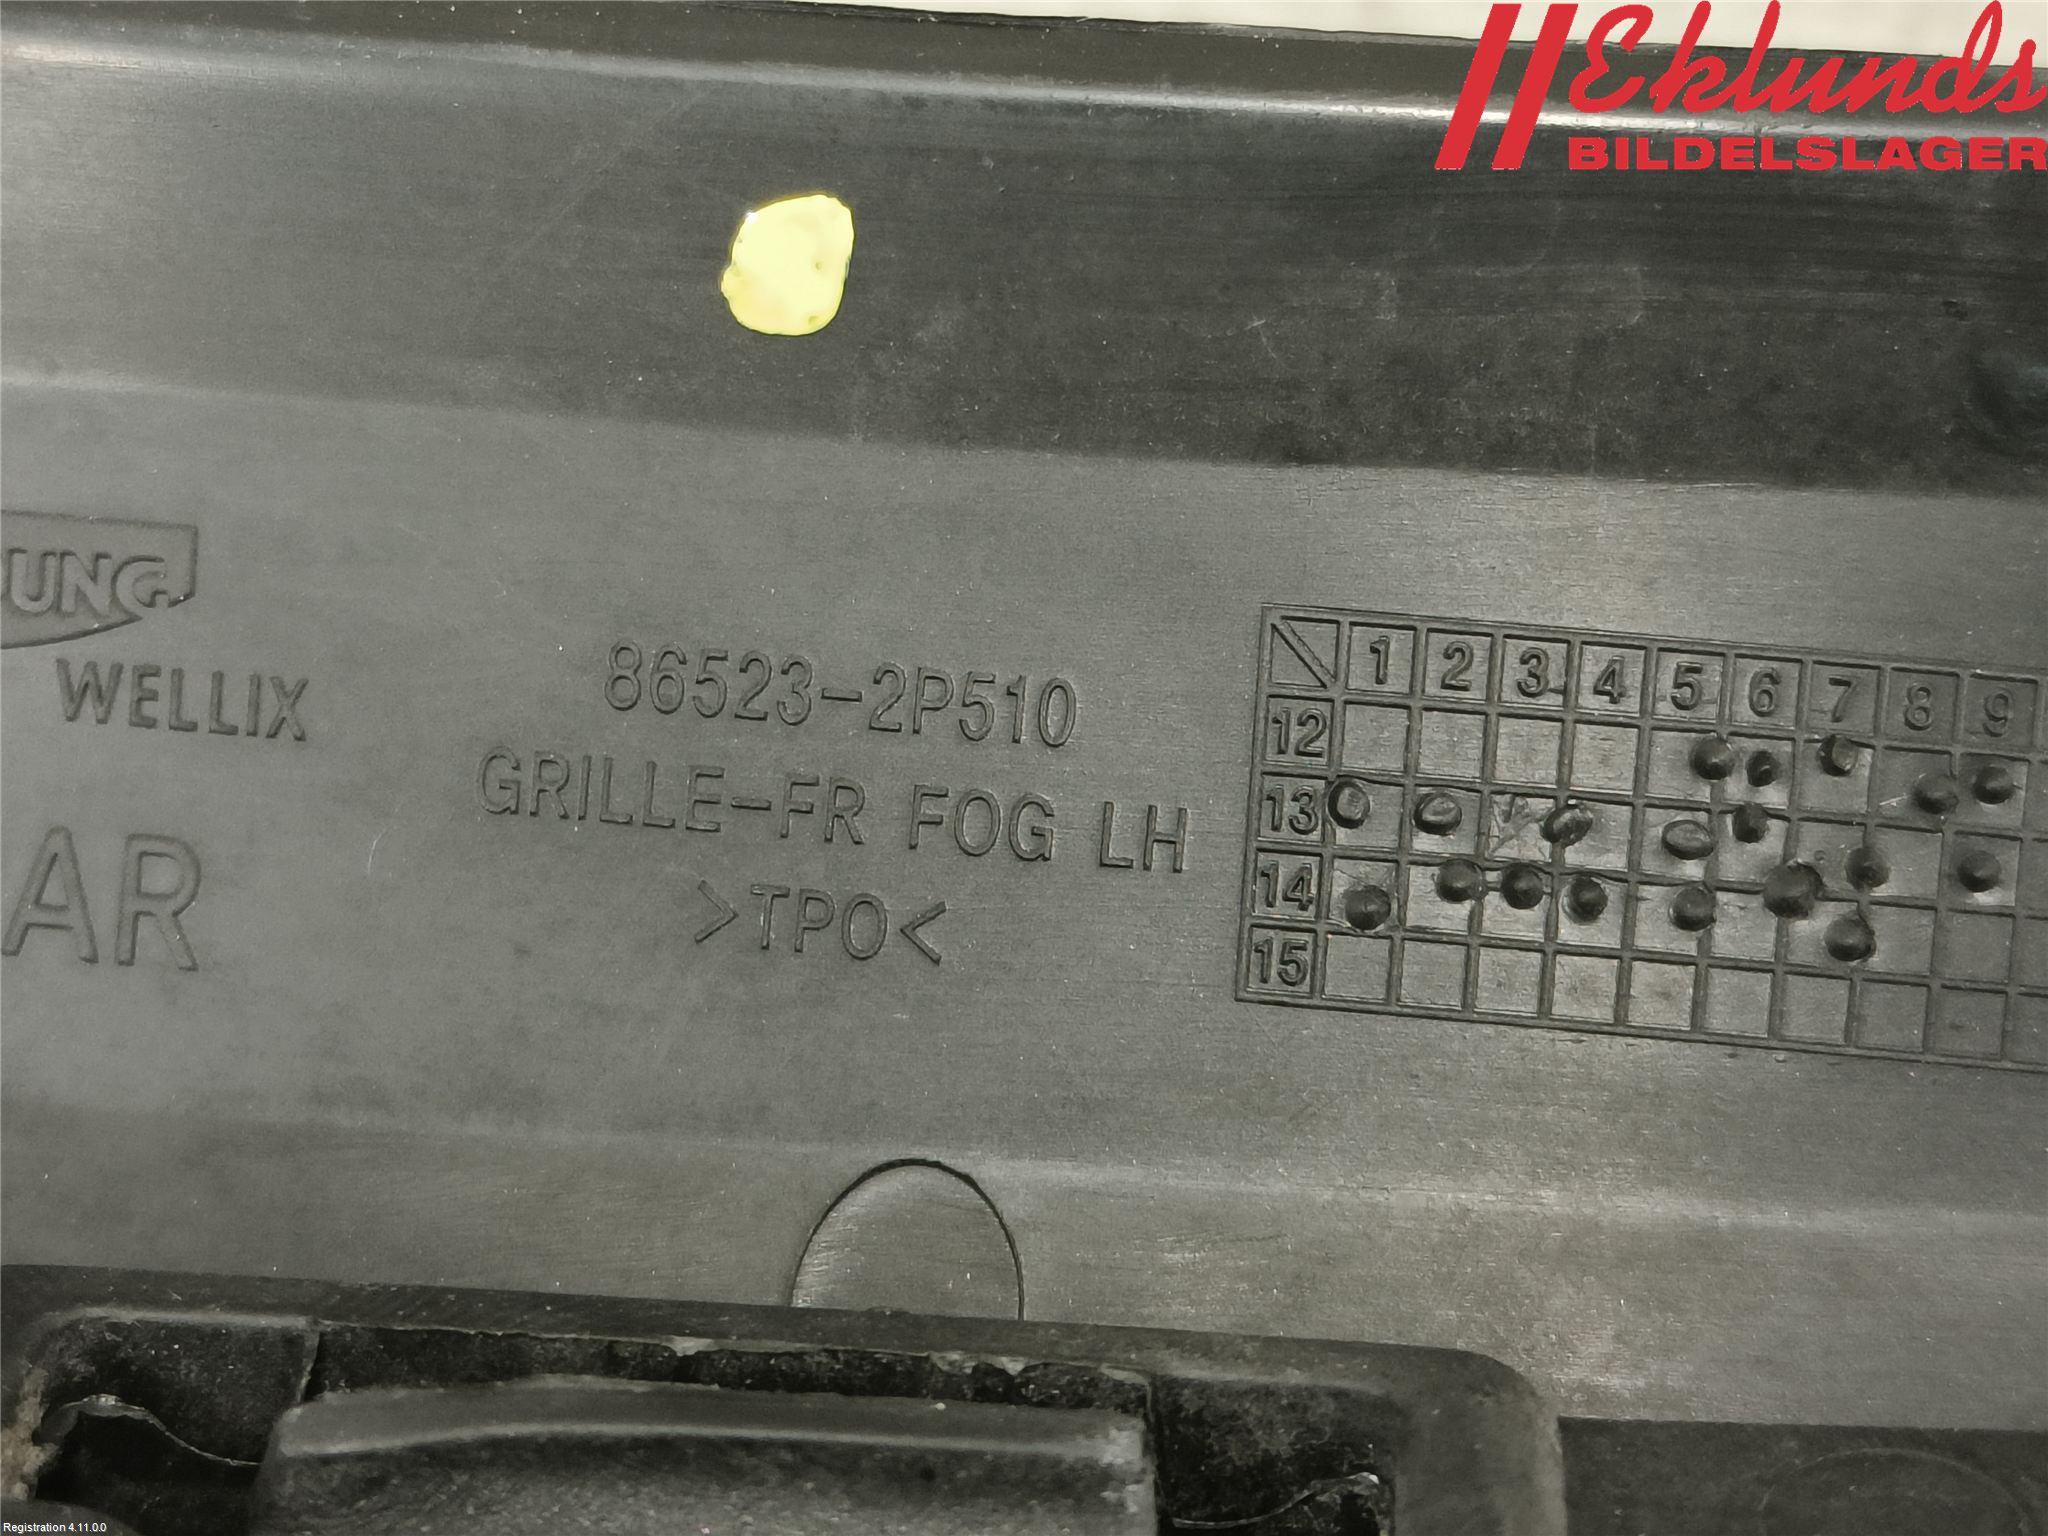 Eklunds
BILDELSLAGER
UNG
WELLIX
AR
86523-2P510
GRILLE-FR FOG LH
>TPO<
1 2 3 4 5 6 7 8 9
12
13
14
15
Registration 4.11.0.0